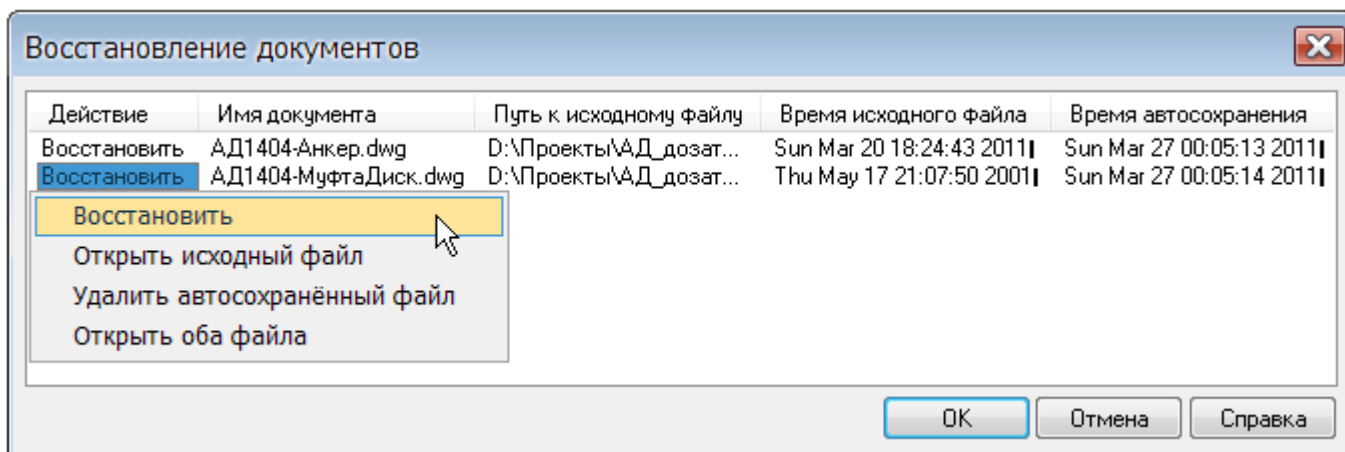 Восстановление документов
Действие Имя документа Путь к исходному файлу Время исходного файла Время автосохранения
Восстановить АД1404-Анкер.dwg D:\Проекты\АД_дозат... Sun Mar 20 18:24:43 2011 Sun Mar 27 00:05:13 2011
Восстановить АД1404-МуфтаДиск.dwg D:\Проекты\АД_дозат... Thu May 17 21:07:50 2001 Sun Mar 27 00:05:14 2011
Восстановить
Открыть исходный файл
Удалить автосохранённый файл
Открыть оба файла
OK Отмена Справка